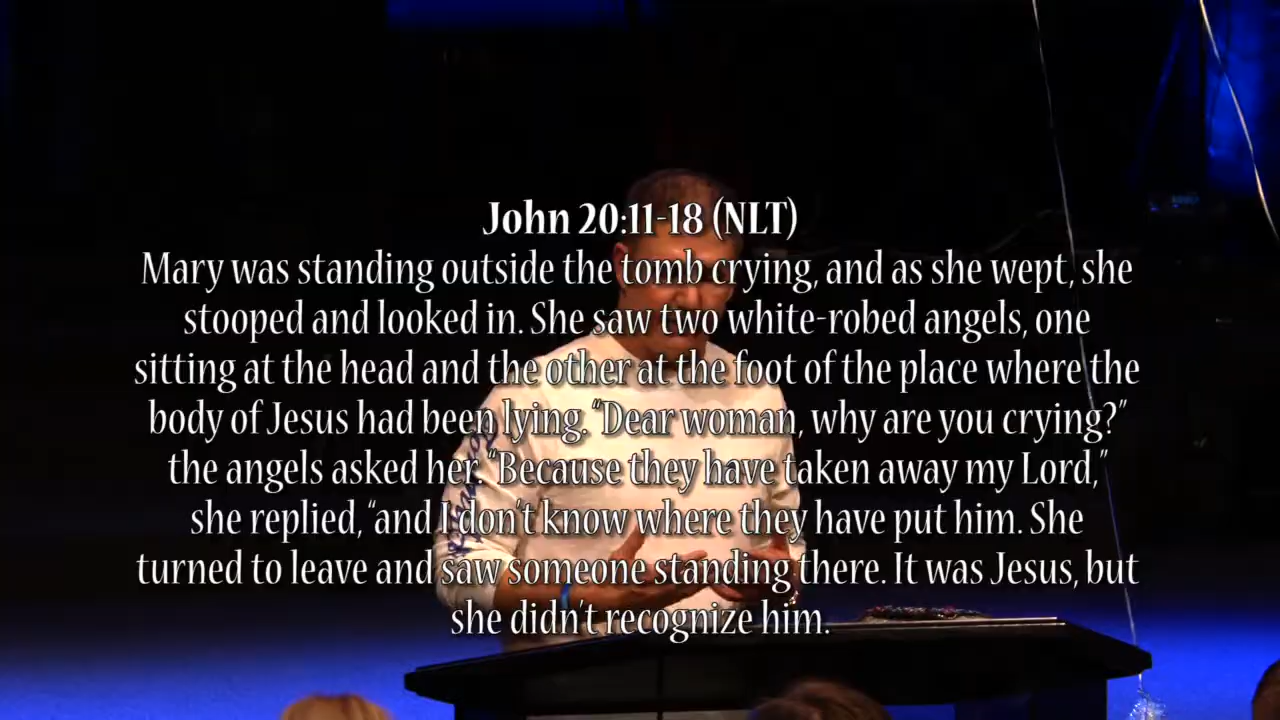 John 20:11-18 (NLT)
Mary was standing outside the tomb crying, and as she wept, she
stooped and looked in. She saw two white-robed angels, one
sitting at the head and the other at the foot of the place where the
body of Jesus had been lying. “Dear woman, why are you crying?”
the angels asked her. “Because they have taken away my Lord,”
she replied, “and I don't know where they have put him. She
turned to leave and saw someone standing there. It was Jesus, but
she didn't recognize him.